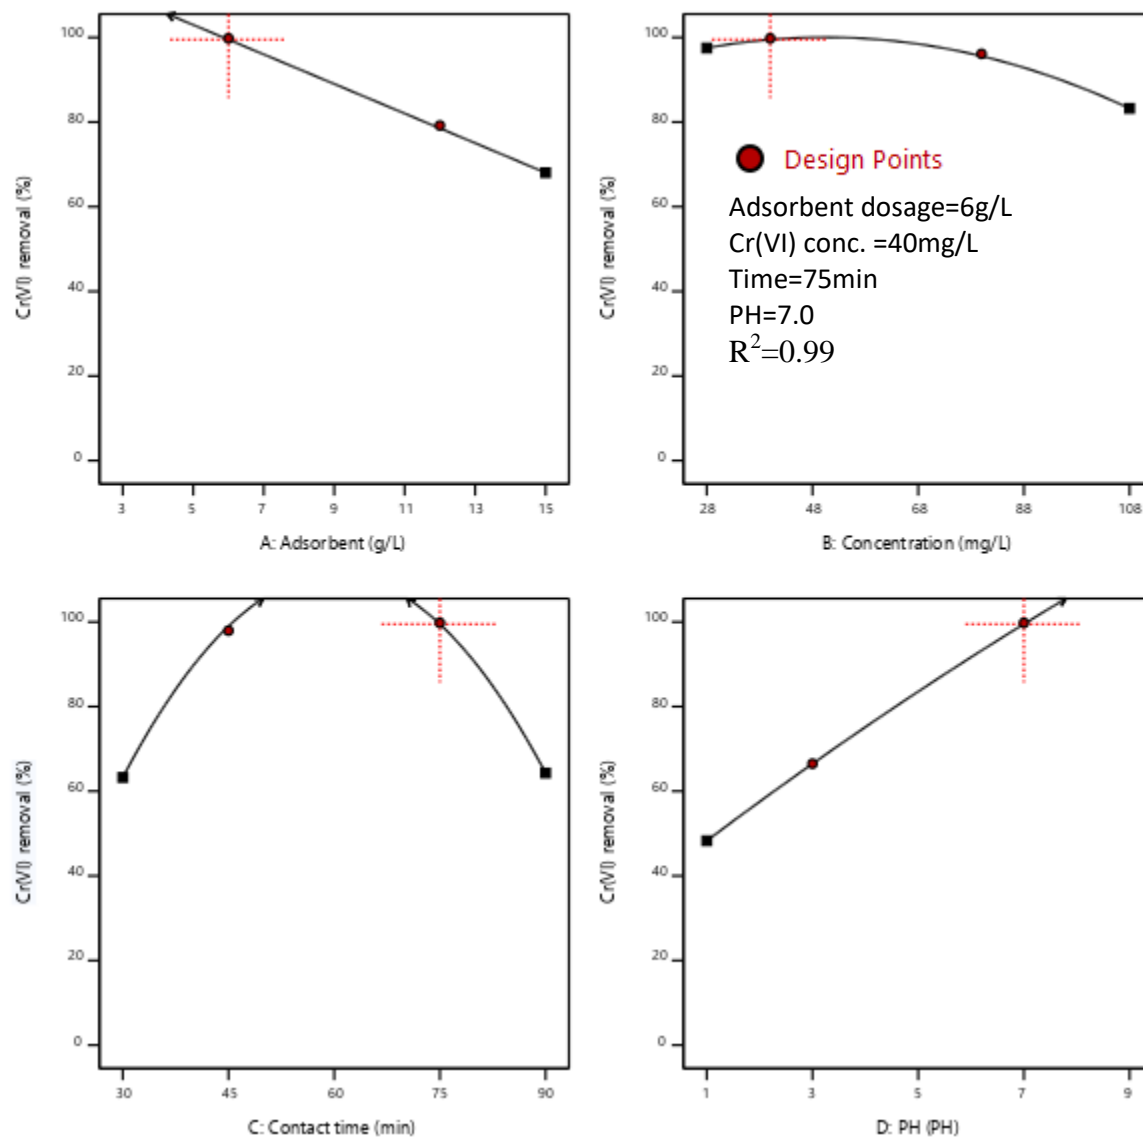 100
80
60
40
20
0
Cr(VI) removal (%)
3 5 7 9 11 13 15
A: Adsorbent (g/L)
100
80
60
40
20
0
Cr(VI) removal (%)
Design Points
Adsorbent dosage=6g/L
Cr(VI) conc. =40mg/L
Time=75min
PH=7.0
R²=0.99
28 48 68 88 108
B: Concentration (mg/L)
100
80
60
40
20
0
Cr(VI) removal (%)
30 45 60 75 90
C: Contact time (min)
100
80
60
40
20
0
Cr(VI) removal (%)
1 3 5 7 9
D: PH (PH)